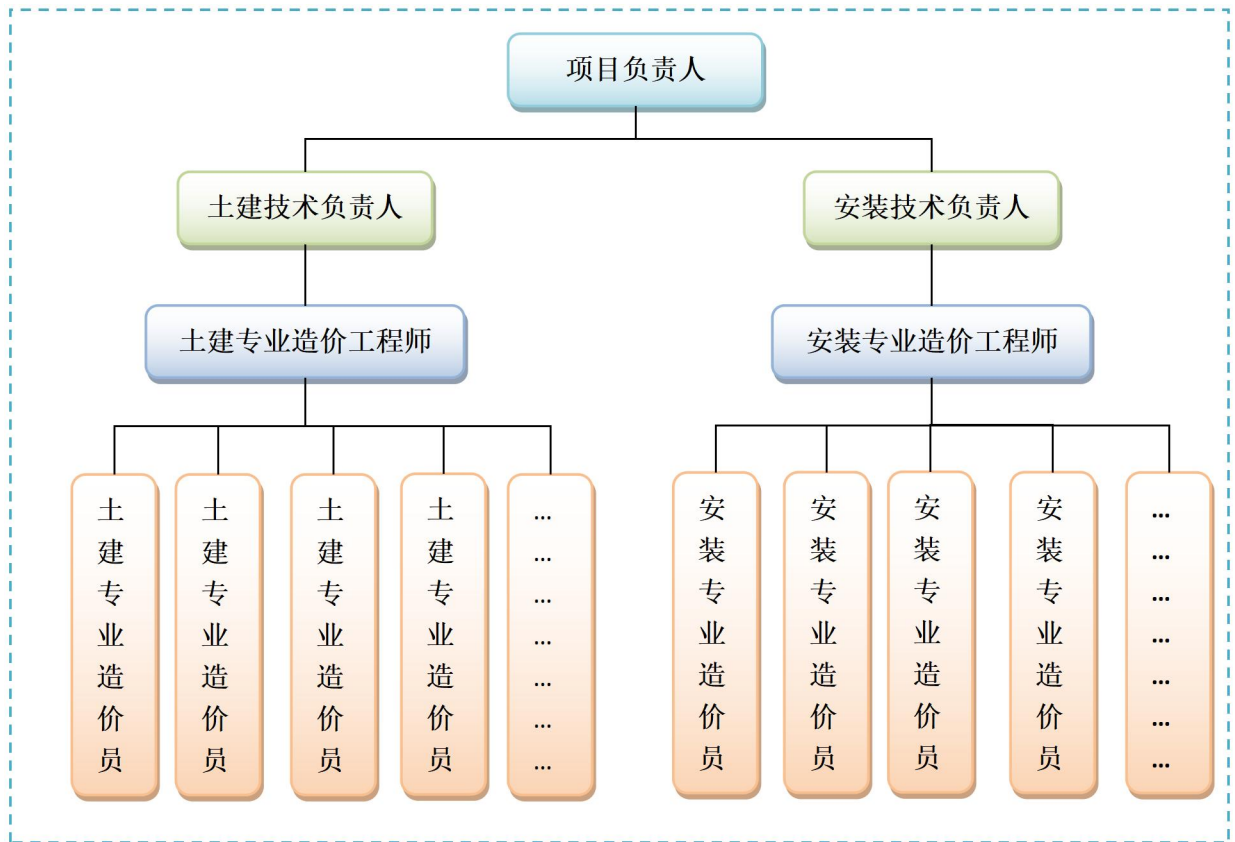 项目负责人
土建技术负责人
安装技术负责人
土建专业造价工程师
安装专业造价工程师
土建专业造价员
土建专业造价员
土建专业造价员
土建专业造价员
…………………
安装专业造价员
安装专业造价员
安装专业造价员
安装专业造价员
…………………